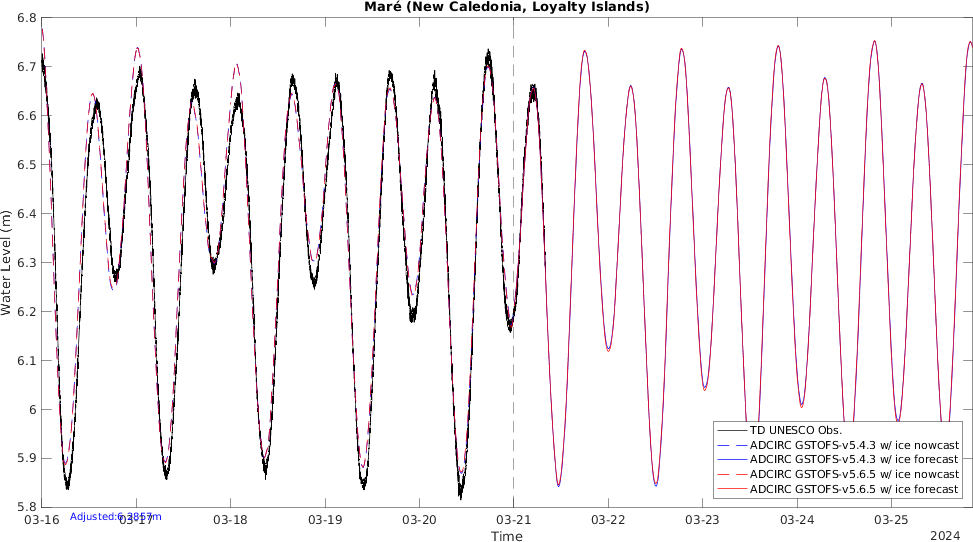 Maré (New Caledonia, Loyalty Islands)
6.8
6.7
6.6
6.5
6.4
6.3
6.2
6.1
6
5.9
5.8
Water Level (m)
TD UNESCO Obs.
ADCIRC GSTOFS-v5.4.3 w/ ice nowcast
ADCIRC GSTOFS-v5.4.3 w/ ice forecast
ADCIRC GSTOFS-v5.6.5 w/ ice nowcast
ADCIRC GSTOFS-v5.6.5 w/ ice forecast
03-16 03-17 03-18 03-19 03-20 03-21 03-22 03-23 03-24 03-25
Adjusted:6.2857m
Time
2024